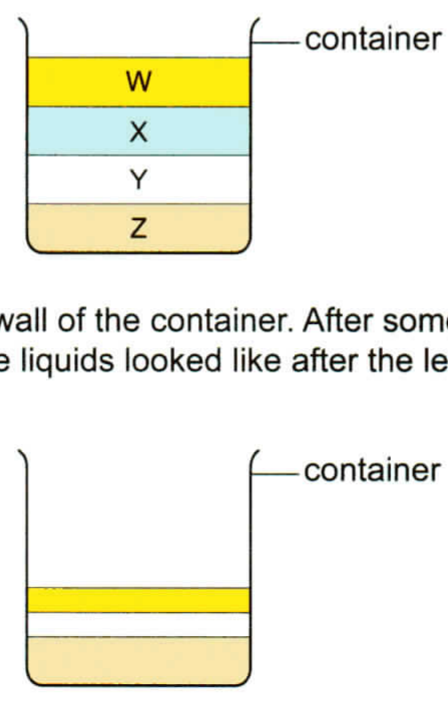 container
W
X
Y
Z
wall of the container. After some
e liquids looked like after the le
container